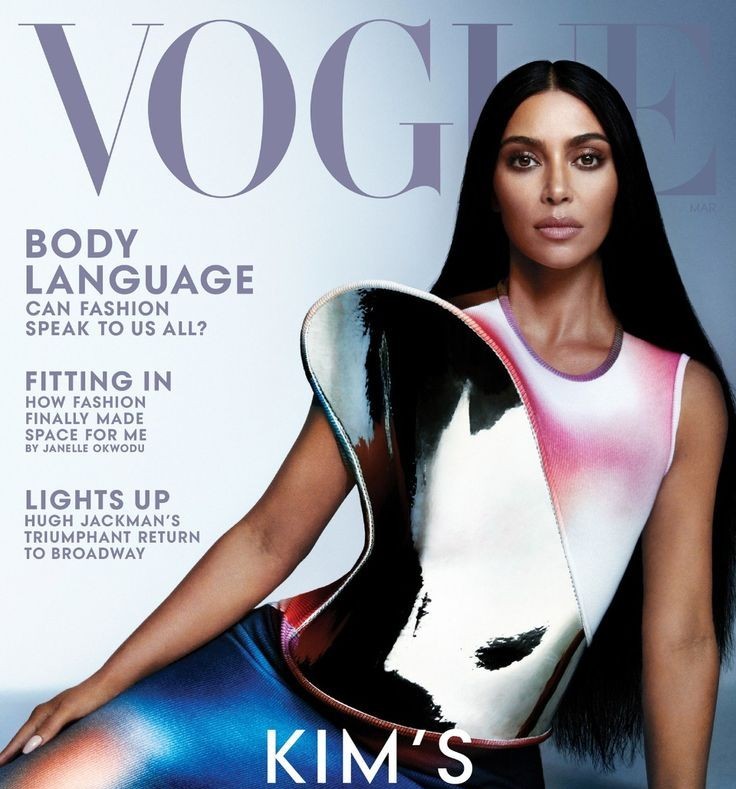 VOGUE
MAR
BODY
LANGUAGE
CAN FASHION
SPEAK TO US ALL?
FITTING IN
HOW FASHION
FINALLY MADE
SPACE FOR ME
BY JANELLE OKWODU
LIGHTS UP
HUGH JACKMAN'S
TRIUMPHANT RETURN
TO BROADWAY
KIM'S